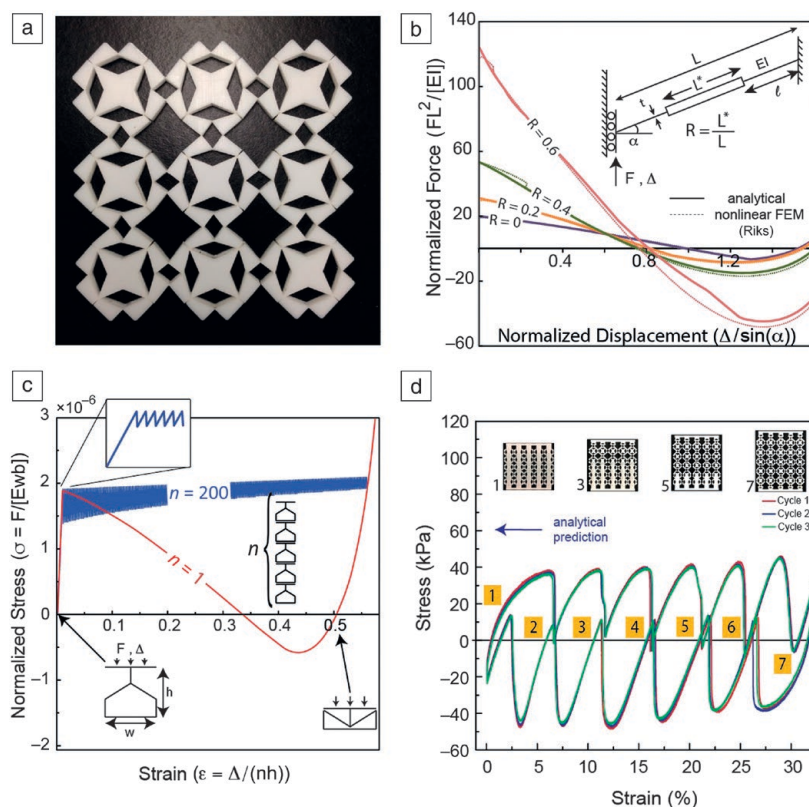 a
b
Normalized Force (FL²/[EI])
140
100
60
20
−20
−60
0.4
0.8
1.2
Normalized Displacement (Δ/sin(α))
R = 0.6
R = 0.4
R = 0.2
R = 0
L
L*
EI
t
ℓ
α
R = L*/L
F , Δ
analytical
nonlinear FEM
(Riks)
c
×10⁻⁶
Normalized Stress (σ = F/[Ewb])
3
2
1
0
−1
−2
0.1
0.2
0.3
0.4
0.5
n = 200
n = 1
n
F , Δ
h
w
Strain (ε = Δ/(nh))
d
Stress (kPa)
120
100
80
60
40
20
0
−20
−40
−60
1
3
5
7
Cycle 1
Cycle 2
Cycle 3
analytical
prediction
1
2
3
4
5
6
7
0
5
10
15
20
25
30
Strain (%)